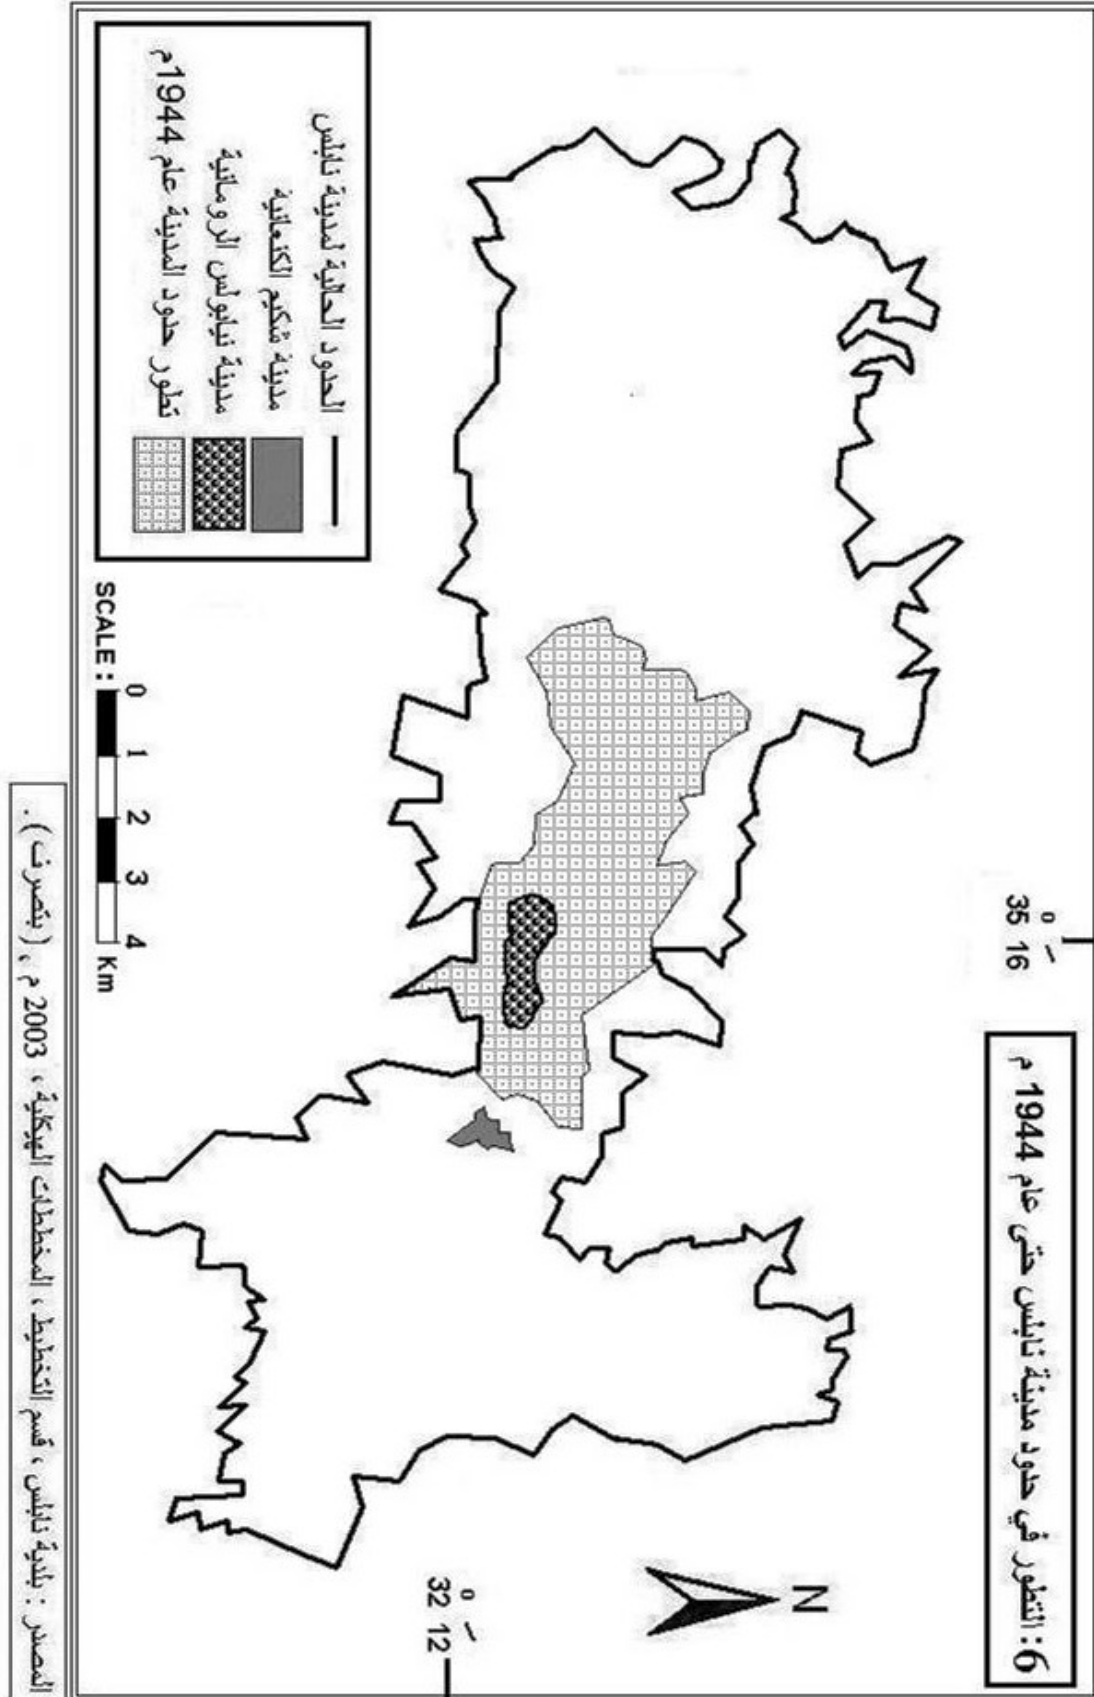 6: التطور في حدود مدينة نابلس حتى عام 1944 م
35° 16'
N
32° 12'
الحدود الحالية لمدينة نابلس
مدينة شكيم الكنعانية
مدينة نيابولس الرومانية
تطور حدود المدينة عام 1944م
SCALE :
0 1 2 3 4 Km
المصدر : بلدية نابلس ، قسم التخطيط ، المخططات الهيكلية ، 2003 م ، (بتصرف) .